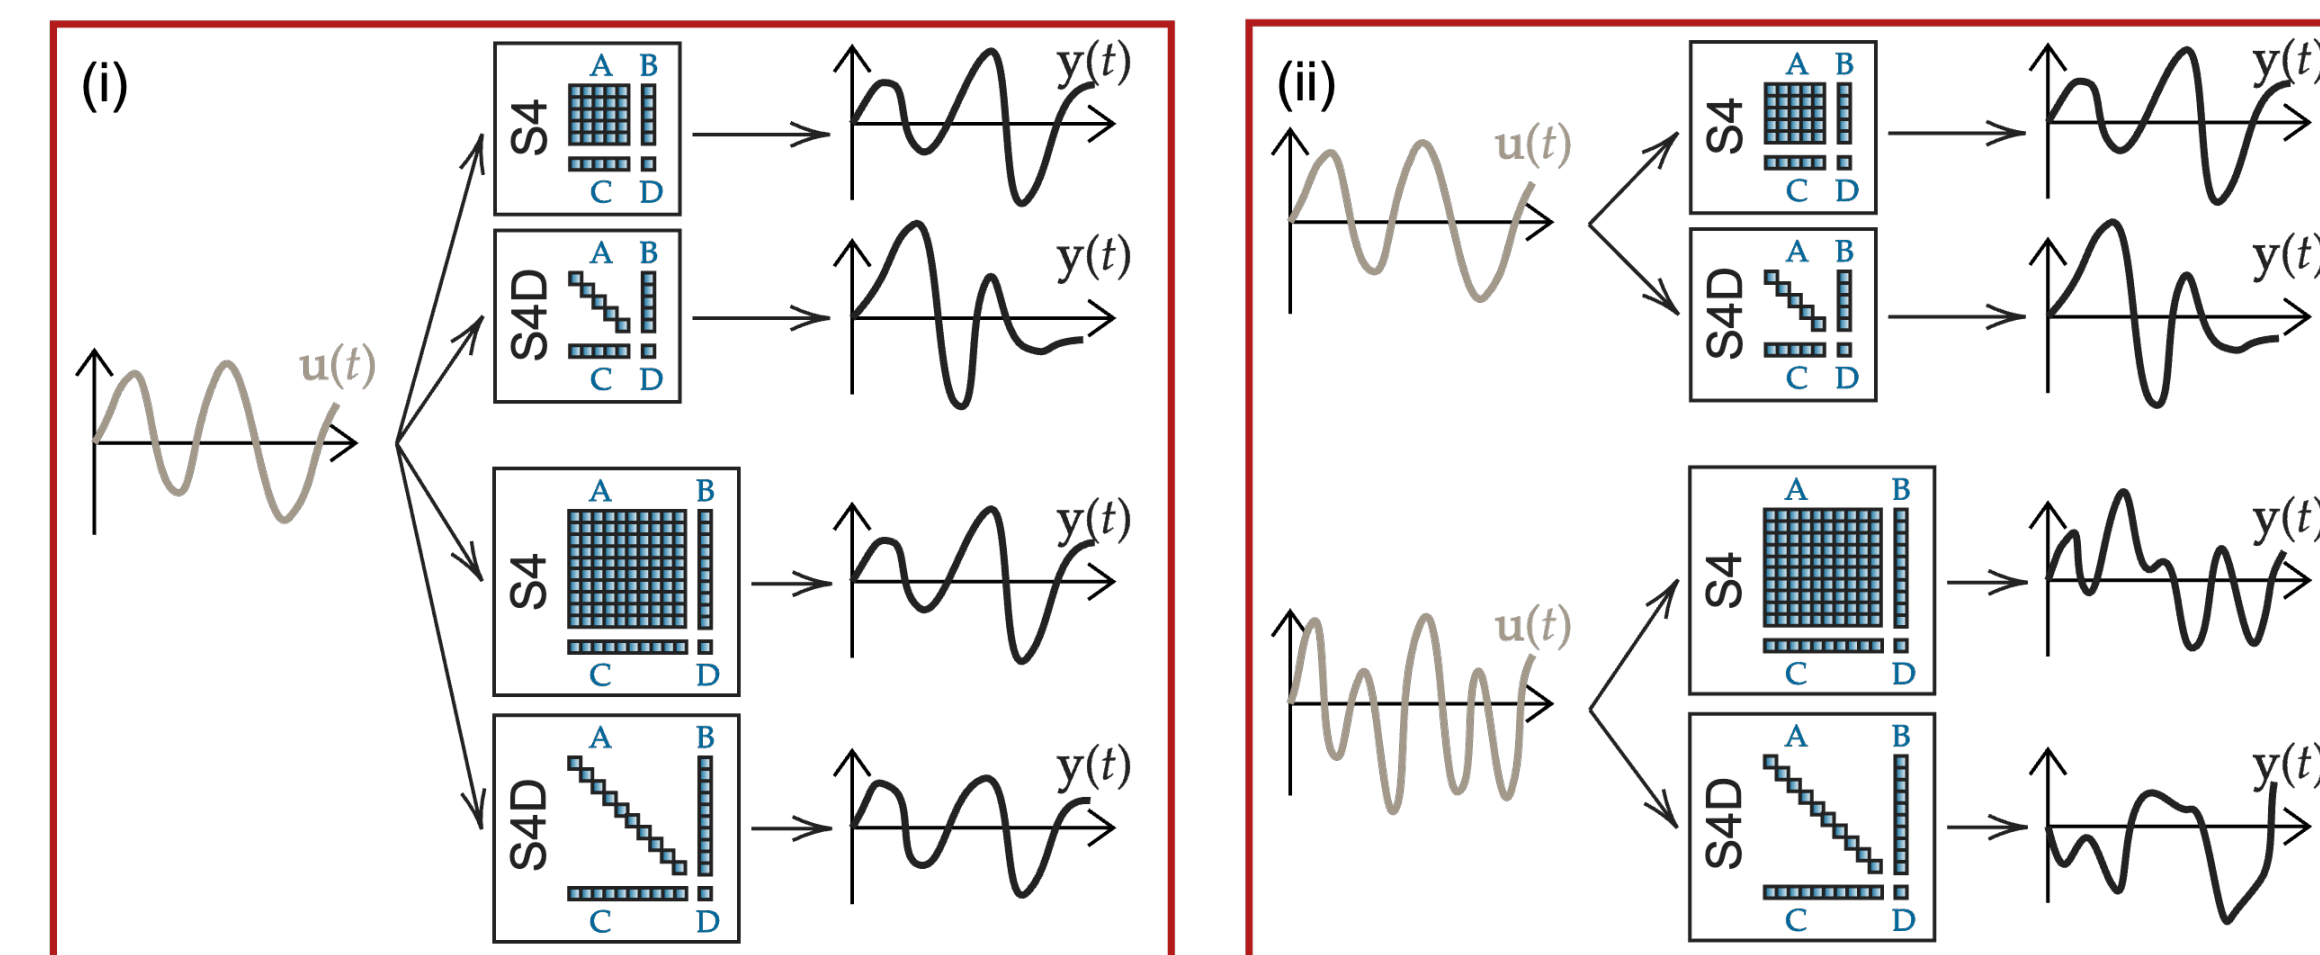 (i)
u(t)
S4
A B
C D
y(t)
S4D
A B
C D
y(t)
S4
A B
C D
y(t)
S4D
A B
C D
y(t)
(ii)
u(t)
S4
A B
C D
y(t)
S4D
A B
C D
y(t)
u(t)
S4
A B
C D
y(t)
S4D
A B
C D
y(t)